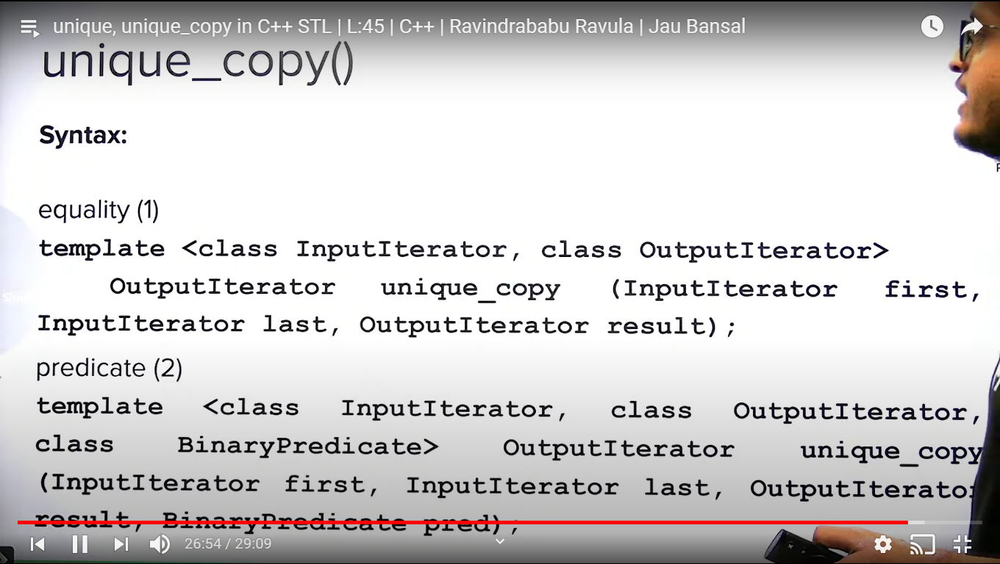 unique, unique_copy in C++ STL | L:45 | C++ | Ravindrababu Ravula | Jau Bansal
unique_copy()
Syntax:
equality (1)
template <class InputIterator, class OutputIterator>
OutputIterator unique_copy (InputIterator first,
InputIterator last, OutputIterator result);
predicate (2)
template <class InputIterator, class OutputIterator,
class BinaryPredicate> OutputIterator unique_copy
(InputIterator first, InputIterator last, OutputIterator
result, BinaryPredicate pred);
26:54 / 29:09